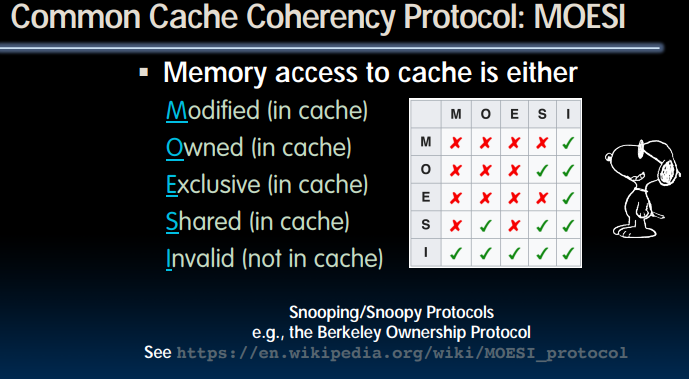 Common Cache Coherency Protocol: MOESI
▪ Memory access to cache is either
Modified (in cache)
Owned (in cache)
Exclusive (in cache)
Shared (in cache)
Invalid (not in cache)
M O E S I
M ✘ ✘ ✘ ✘ ✓
O ✘ ✘ ✘ ✓ ✓
E ✘ ✘ ✘ ✘ ✓
S ✘ ✓ ✘ ✓ ✓
I ✓ ✓ ✓ ✓ ✓
Snooping/Snoopy Protocols
e.g., the Berkeley Ownership Protocol
See https://en.wikipedia.org/wiki/MOESI_protocol